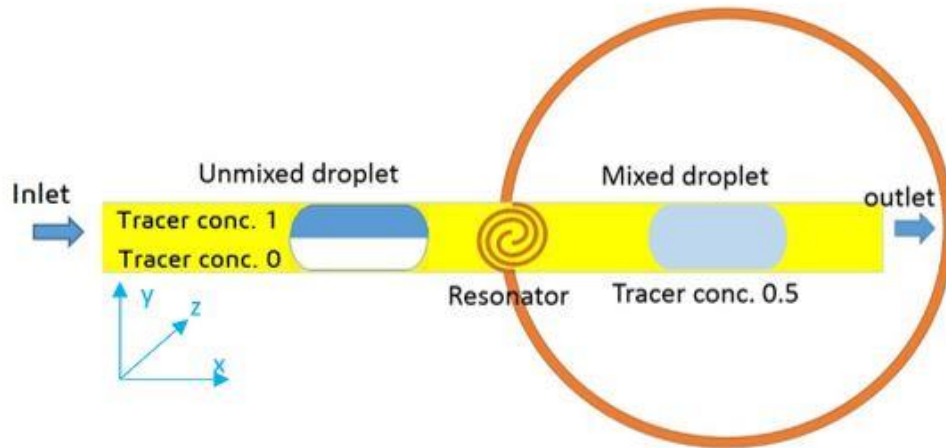 Unmixed droplet
Mixed droplet
Inlet
outlet
Tracer conc. 1
Tracer conc. 0
Resonator
Tracer conc. 0.5
y
z
x